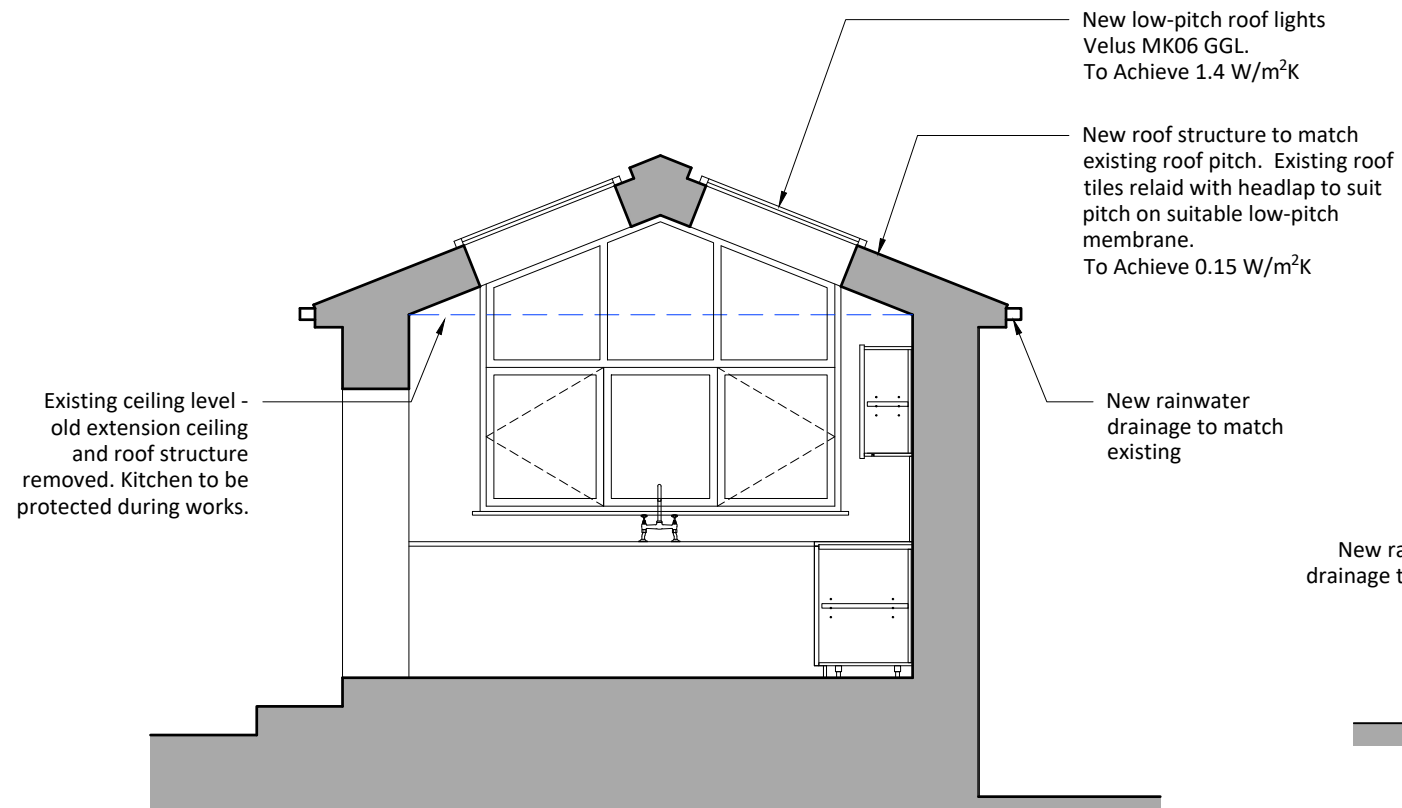 New low-pitch roof lights
Velus MK06 GGL.
To Achieve 1.4 W/m²K
New roof structure to match
existing roof pitch.  Existing roof
tiles relaid with headlap to suit
pitch on suitable low-pitch
membrane.
To Achieve 0.15 W/m²K
Existing ceiling level -
old extension ceiling
and roof structure
removed. Kitchen to be
protected during works.
New rainwater
drainage to match
existing
New ra
drainage t